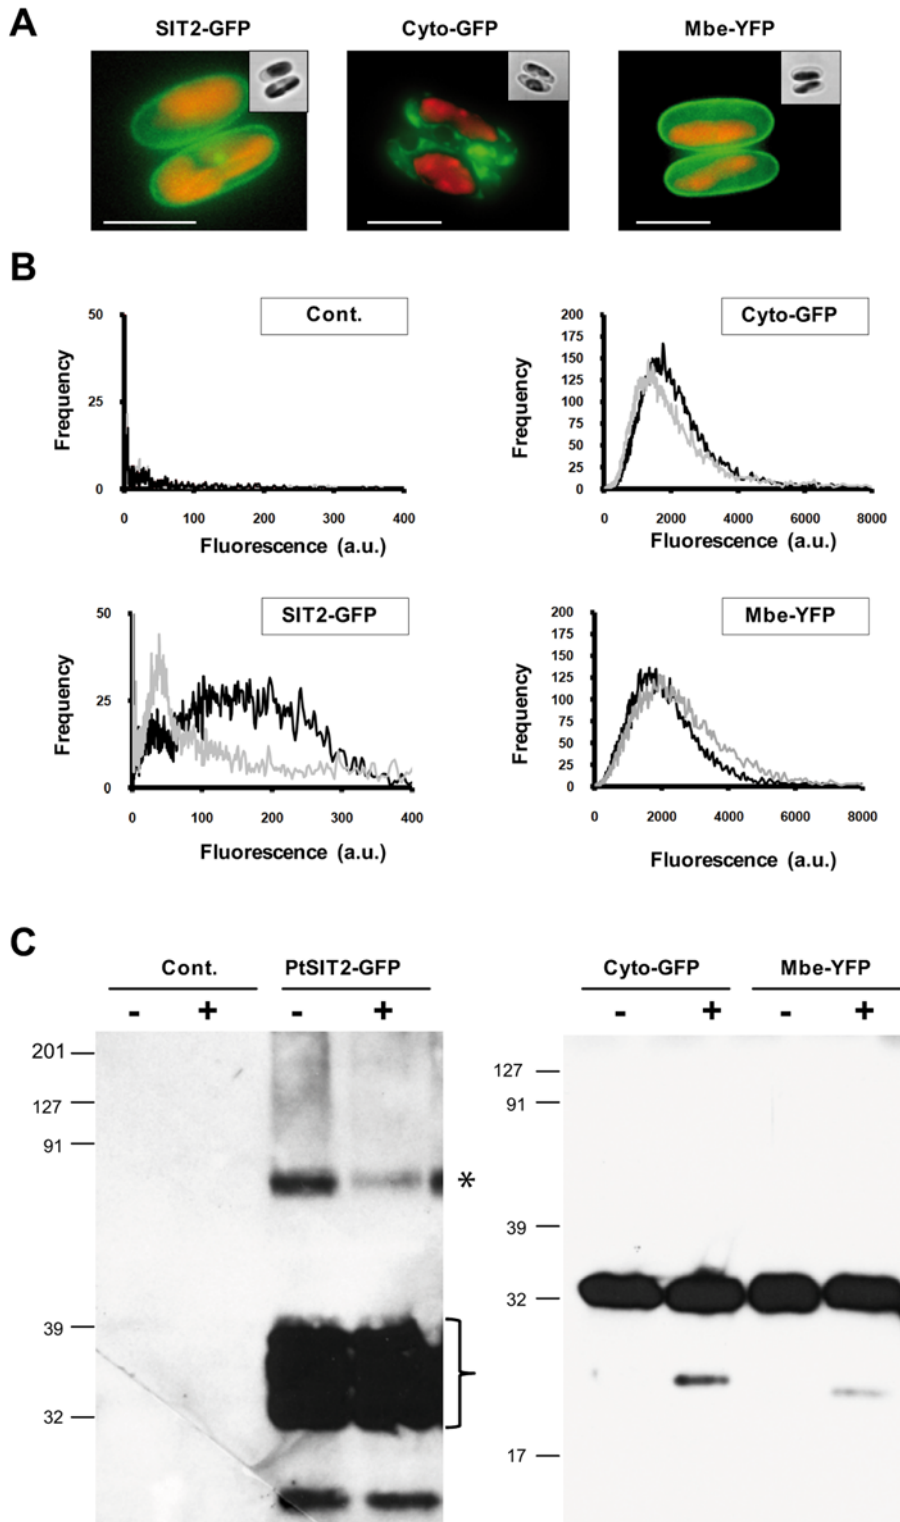 A
SIT2-GFP Cyto-GFP Mbe-YFP
B
50
25
0
Frequency
Cont.
0 100 200 300 400
Fluorescence (a.u.)
200
175
150
125
100
75
50
25
0
Frequency
Cyto-GFP
0 2000 4000 6000 8000
Fluorescence (a.u.)
50
25
0
Frequency
SIT2-GFP
0 100 200 300 400
Fluorescence (a.u.)
200
175
150
125
100
75
50
25
0
Frequency
Mbe-YFP
0 2000 4000 6000 8000
Fluorescence (a.u.)
C
Cont. PtSIT2-GFP
- + - +
201
127
91
*
39
32
Cyto-GFP Mbe-YFP
- + - +
127
91
39
32
17